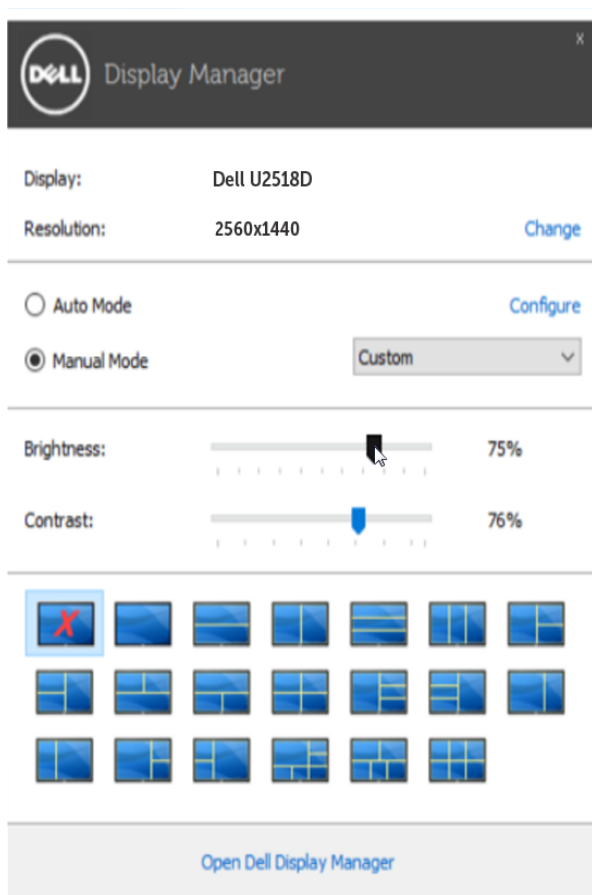 x
DELL Display Manager
Display: Dell U2518D
Resolution: 2560x1440 Change
Auto Mode Configure
Manual Mode Custom
Brightness: 75%
Contrast: 76%
Open Dell Display Manager